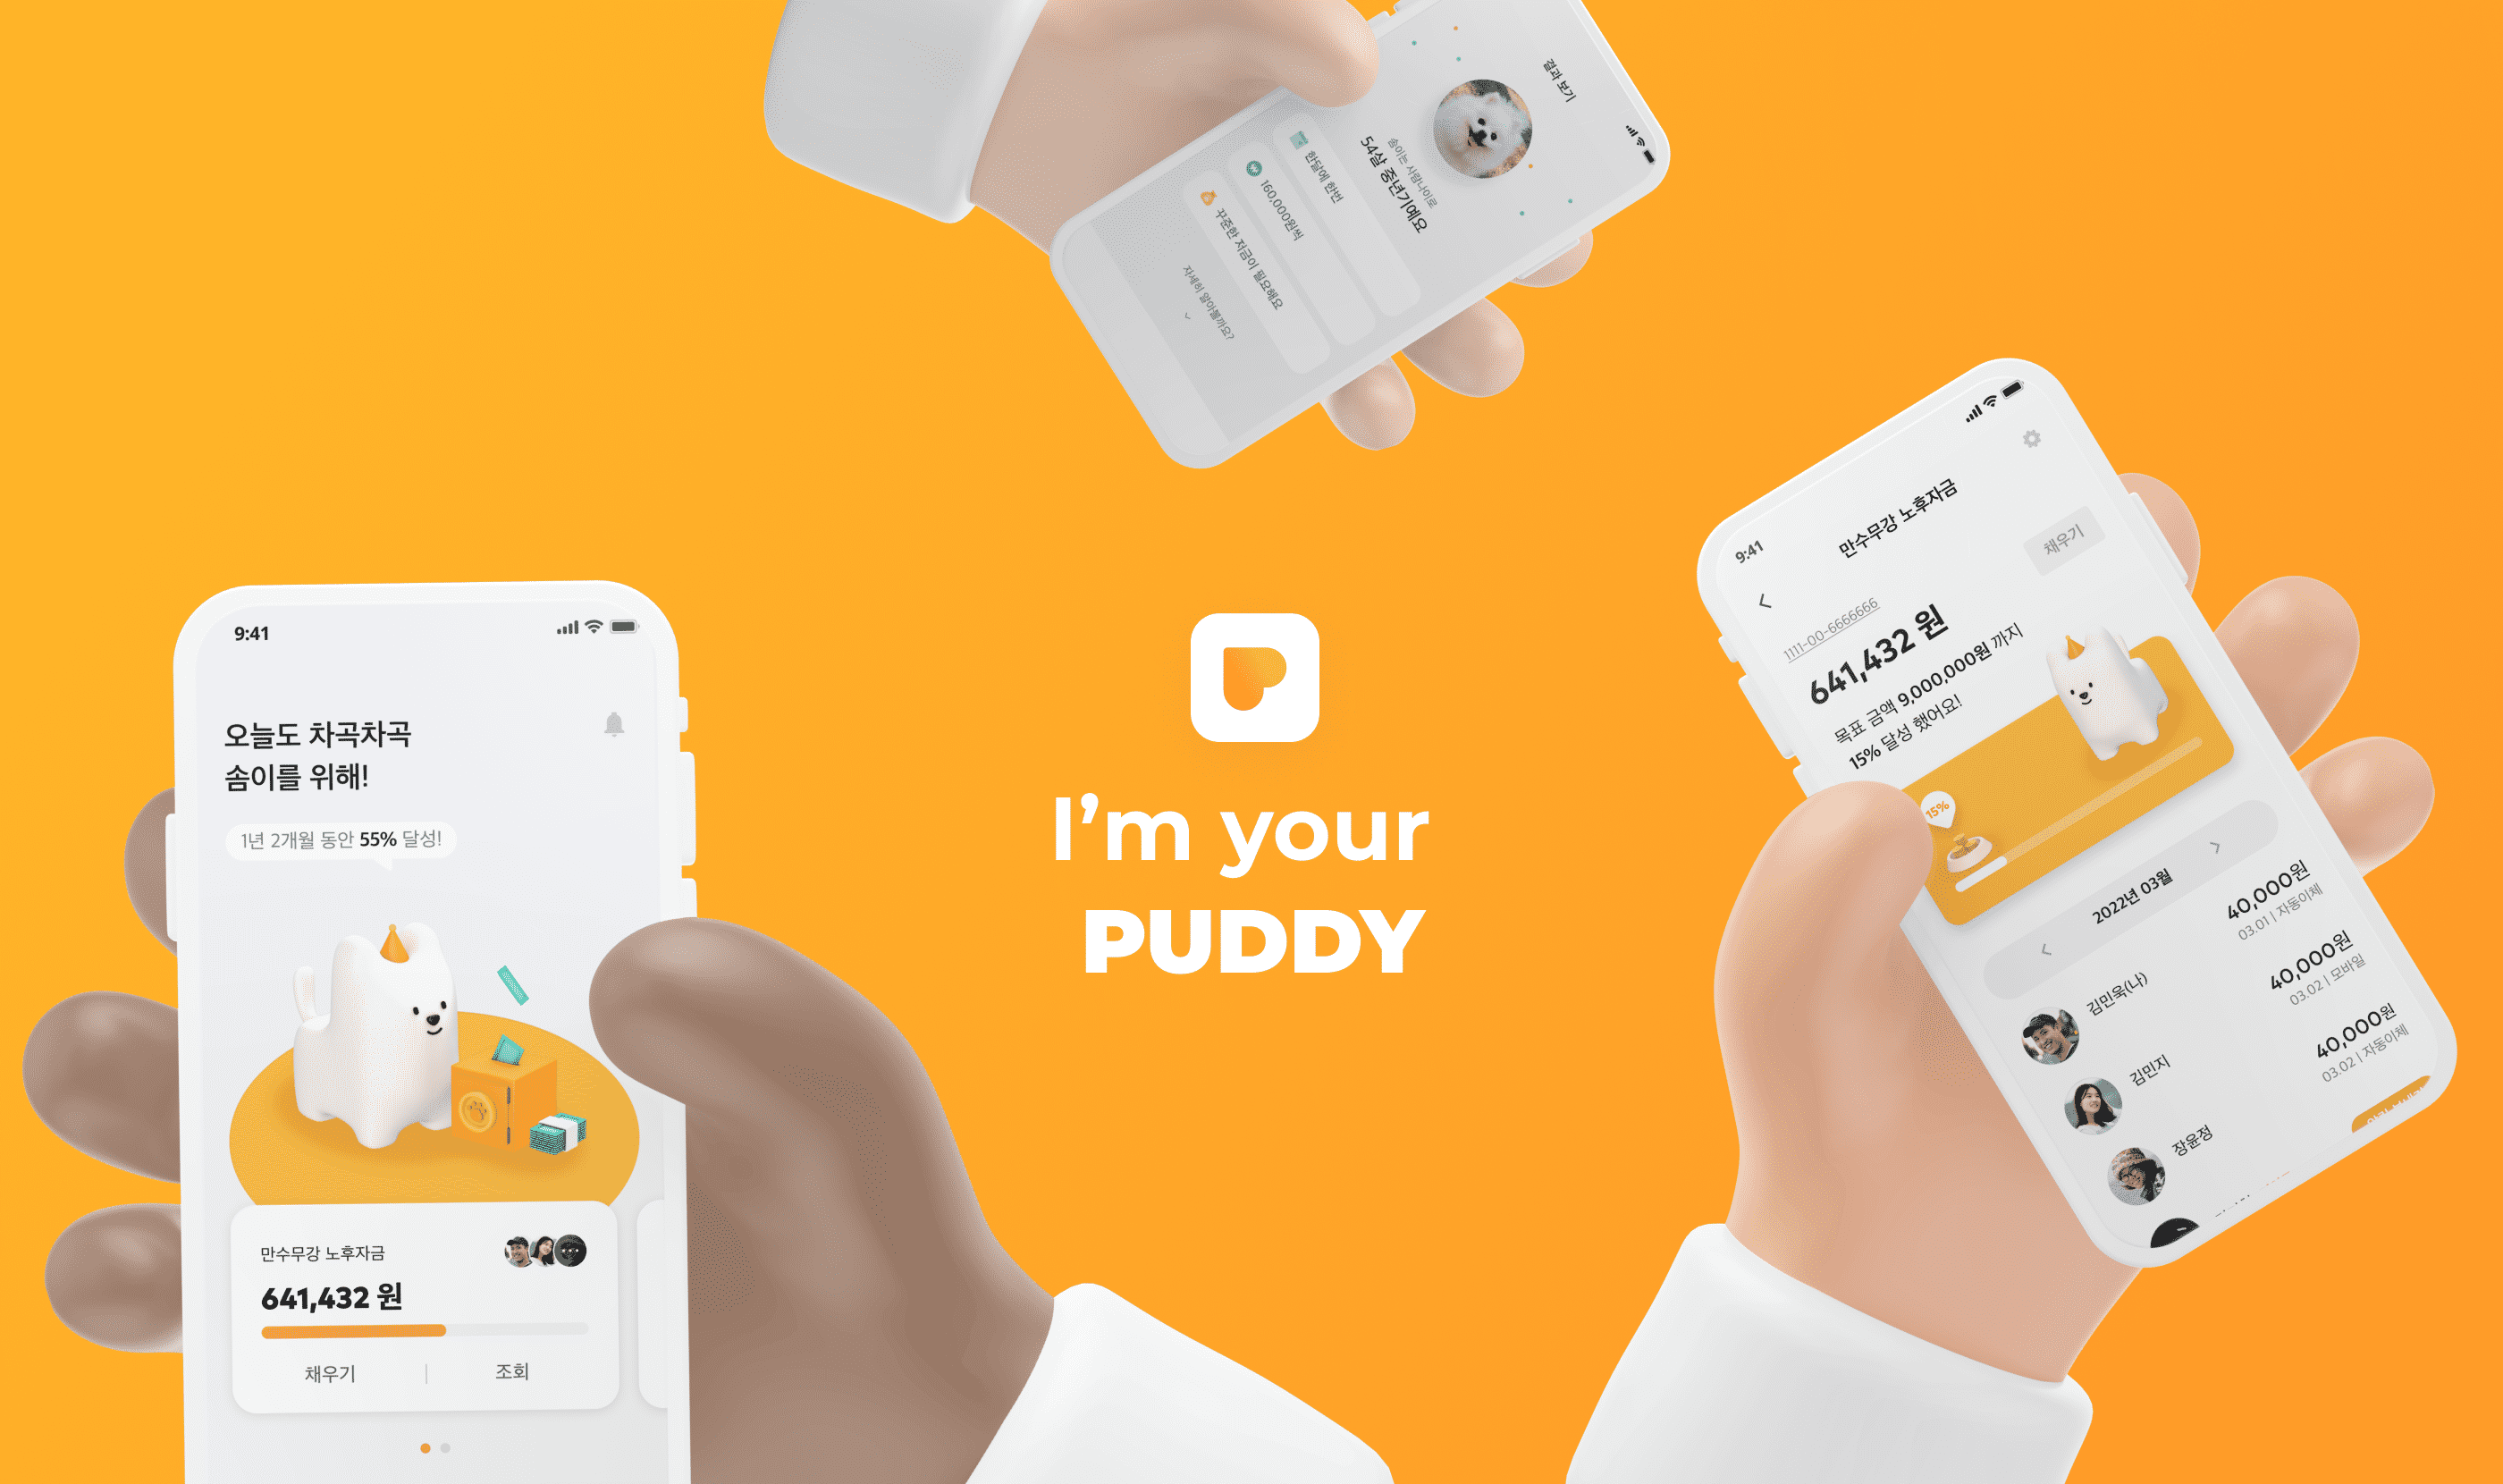 결과 보기
솜이는 사람나이로
54살 중년기예요
한달에 한번
160,000원씩
꾸준한 저금이 필요해요
자세히 알아볼까요?
I'm your
PUDDY
9:41
오늘도 차곡차곡
솜이를 위해!
1년 2개월 동안 55% 달성!
만수무강 노후자금
641,432 원
채우기
조회
9:41
만수무강 노후자금
1111-00-6666666
채우기
641,432 원
목표 금액 9,000,000원 까지
15% 달성 했어요!
15%
2022년 03월
김민욱(나)
40,000원
03.01 | 자동이체
김민지
40,000원
03.02 | 모바일
장윤정
40,000원
03.02 | 자동이체